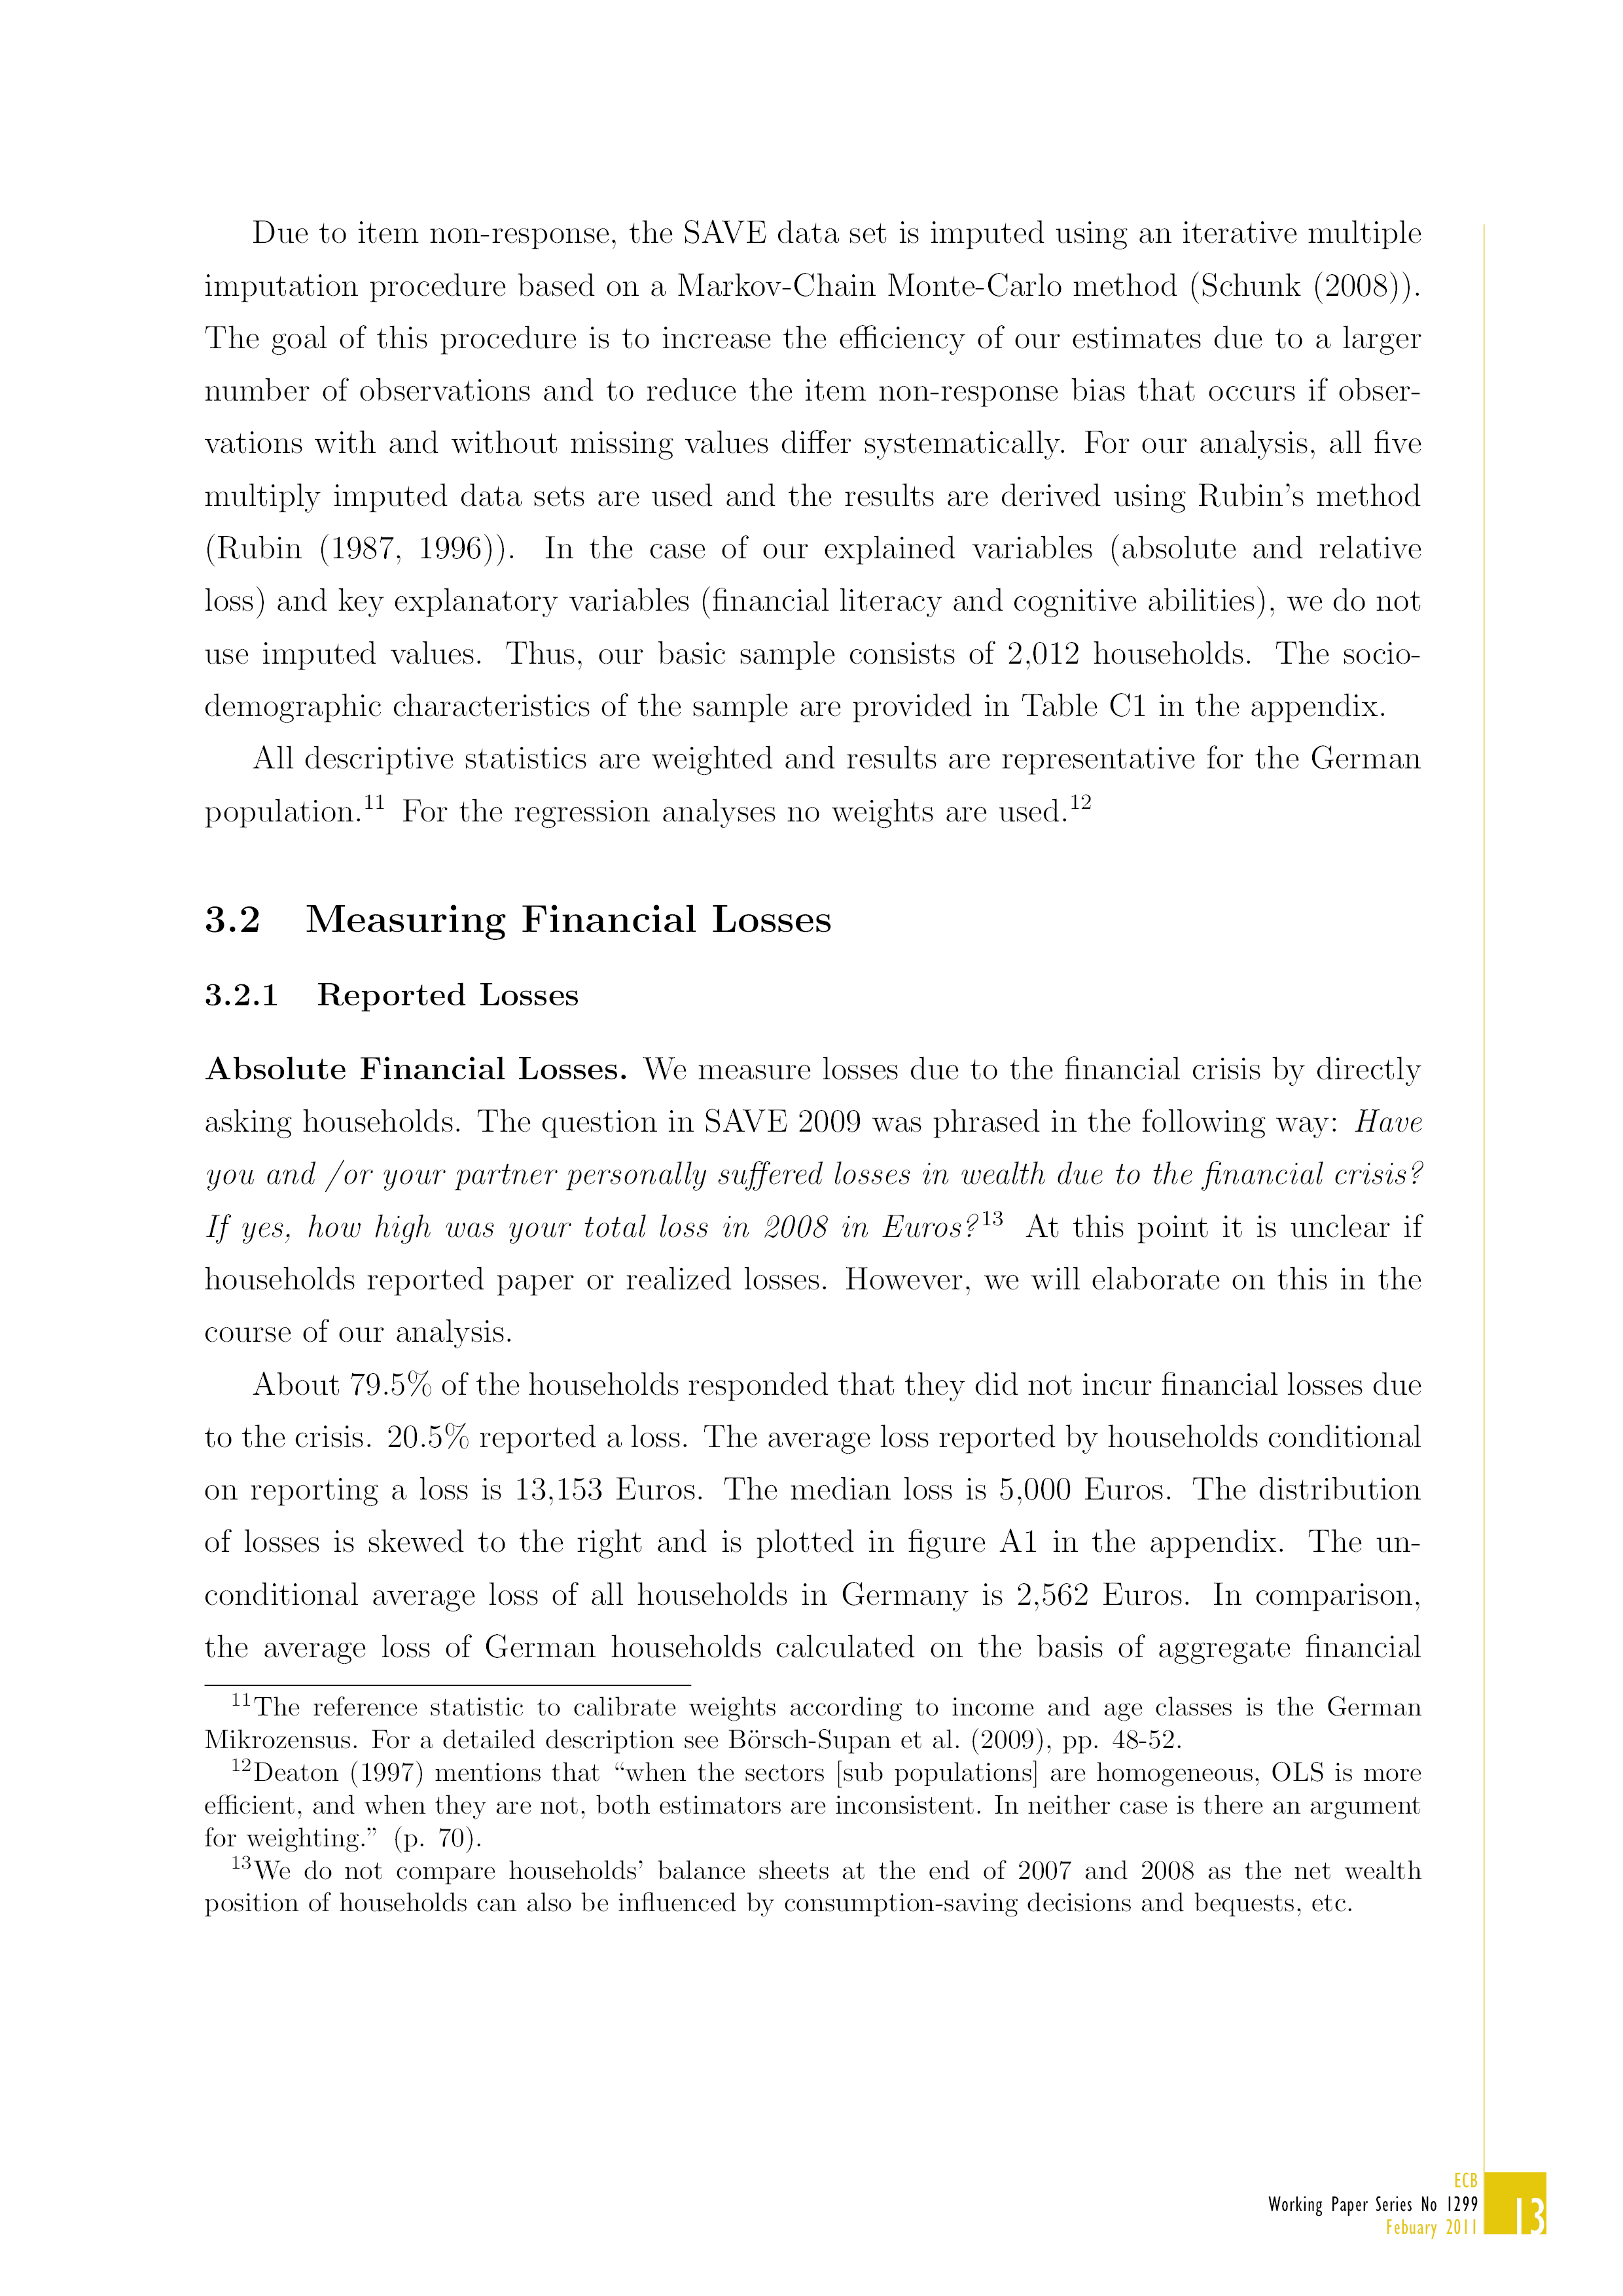 Due to item non-response, the SAVE data set is imputed using an iterative multiple
imputation procedure based on a Markov-Chain Monte-Carlo method (Schunk (2008)).
The goal of this procedure is to increase the efficiency of our estimates due to a larger
number of observations and to reduce the item non-response bias that occurs if obser-
vations with and without missing values differ systematically. For our analysis, all five
multiply imputed data sets are used and the results are derived using Rubin's method
(Rubin (1987, 1996)). In the case of our explained variables (absolute and relative
loss) and key explanatory variables (financial literacy and cognitive abilities), we do not
use imputed values. Thus, our basic sample consists of 2,012 households. The socio-
demographic characteristics of the sample are provided in Table C1 in the appendix.
All descriptive statistics are weighted and results are representative for the German
population.11 For the regression analyses no weights are used.12
3.2 Measuring Financial Losses
3.2.1 Reported Losses
Absolute Financial Losses. We measure losses due to the financial crisis by directly
asking households. The question in SAVE 2009 was phrased in the following way: Have
you and /or your partner personally suffered losses in wealth due to the financial crisis?
If yes, how high was your total loss in 2008 in Euros?13 At this point it is unclear if
households reported paper or realized losses. However, we will elaborate on this in the
course of our analysis.
About 79.5% of the households responded that they did not incur financial losses due
to the crisis. 20.5% reported a loss. The average loss reported by households conditional
on reporting a loss is 13,153 Euros. The median loss is 5,000 Euros. The distribution
of losses is skewed to the right and is plotted in figure A1 in the appendix. The un-
conditional average loss of all households in Germany is 2,562 Euros. In comparison,
the average loss of German households calculated on the basis of aggregate financial
11The reference statistic to calibrate weights according to income and age classes is the German
Mikrozensus. For a detailed description see Börsch-Supan et al. (2009), pp. 48-52.
12Deaton (1997) mentions that “when the sectors [sub populations] are homogeneous, OLS is more
efficient, and when they are not, both estimators are inconsistent. In neither case is there an argument
for weighting.” (p. 70).
13We do not compare households' balance sheets at the end of 2007 and 2008 as the net wealth
position of households can also be influenced by consumption-saving decisions and bequests, etc.
ECB
Working Paper Series No 1299
Febuary 2011
13